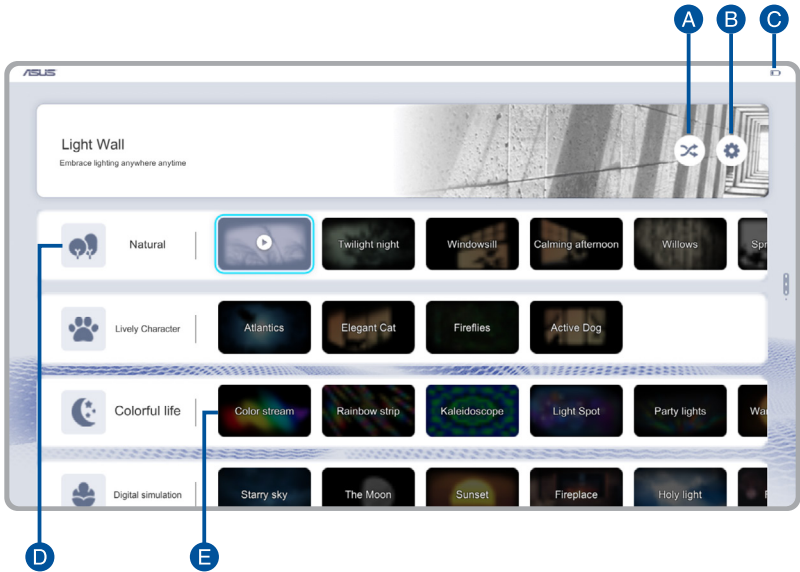 A B C
ASUS
Light Wall
Embrace lighting anywhere anytime
Natural
Twilight night
Windowsill
Calming afternoon
Willows
Spr
Lively Character
Atlantics
Elegant Cat
Fireflies
Active Dog
Colorful life
Color stream
Rainbow strip
Kaleidoscope
Light Spot
Party lights
Wa
Digital simulation
Starry sky
The Moon
Sunset
Fireplace
Holy light
F
D E